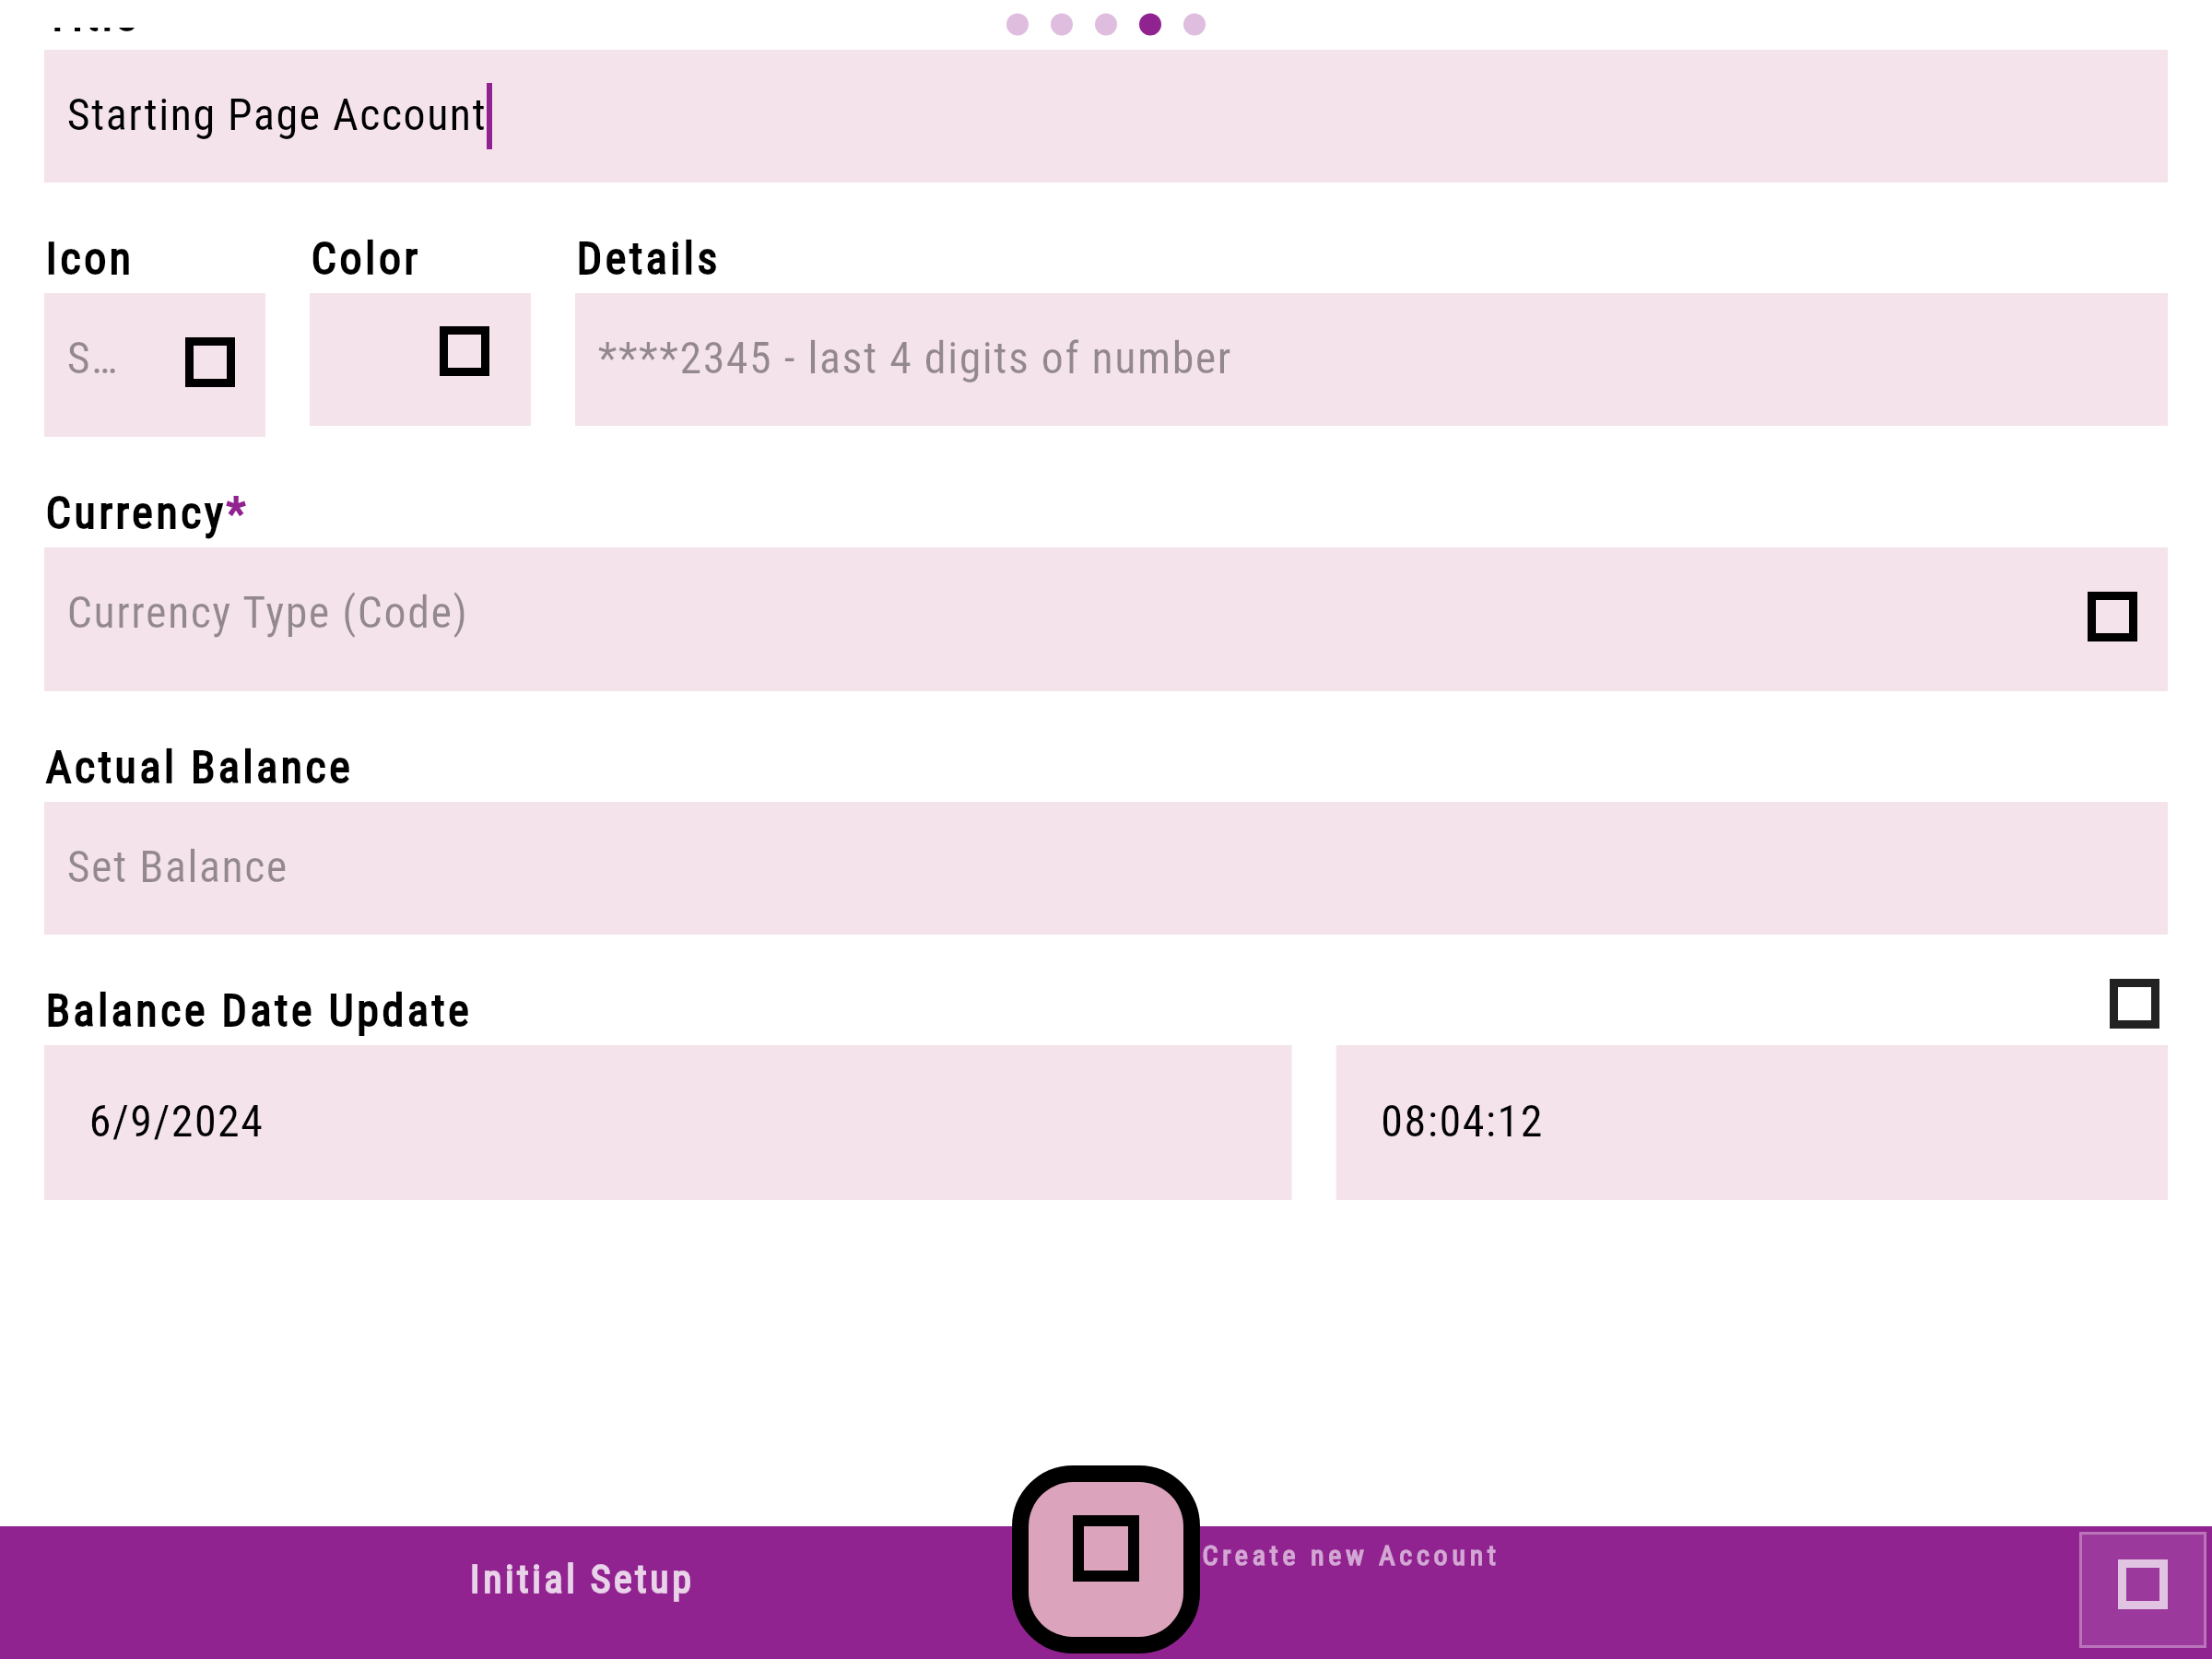 Starting Page Account
Icon Color Details
S… ****2345 - last 4 digits of number
Currency*
Currency Type (Code)
Actual Balance
Set Balance
Balance Date Update
6/9/2024 08:04:12
Create new Account
Initial Setup